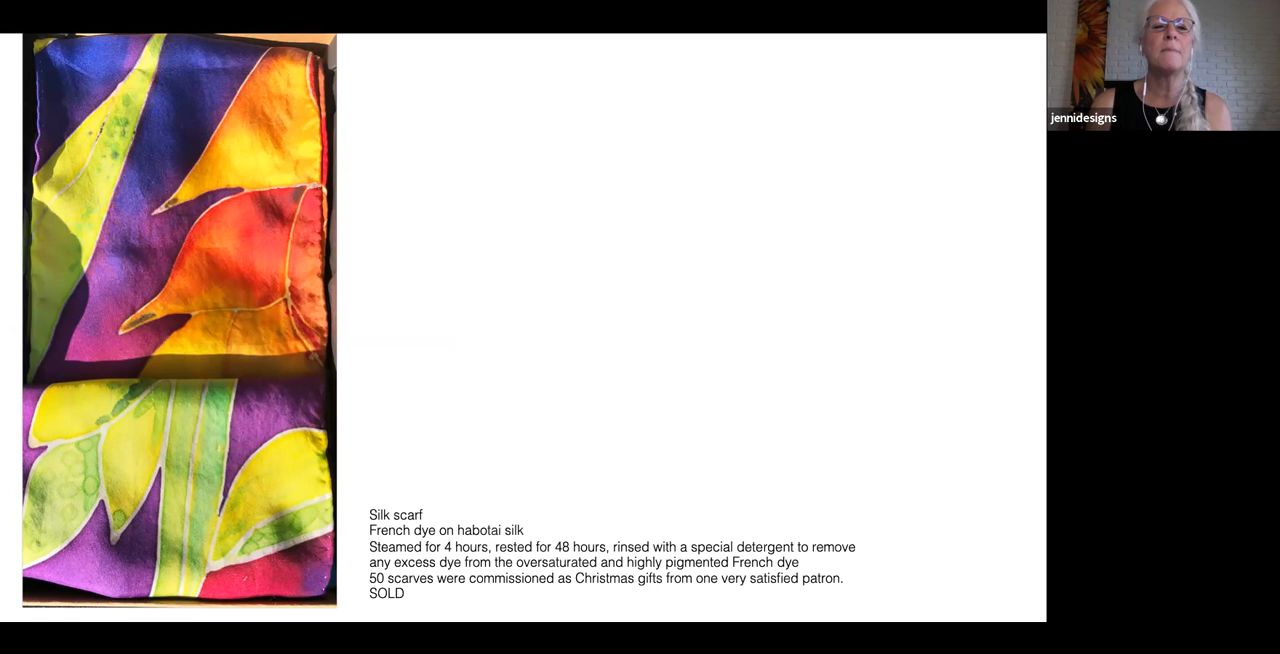 jennidesigns
Silk scarf
French dye on habotai silk
Steamed for 4 hours, rested for 48 hours, rinsed with a special detergent to remove
any excess dye from the oversaturated and highly pigmented French dye
50 scarves were commissioned as Christmas gifts from one very satisfied patron.
SOLD